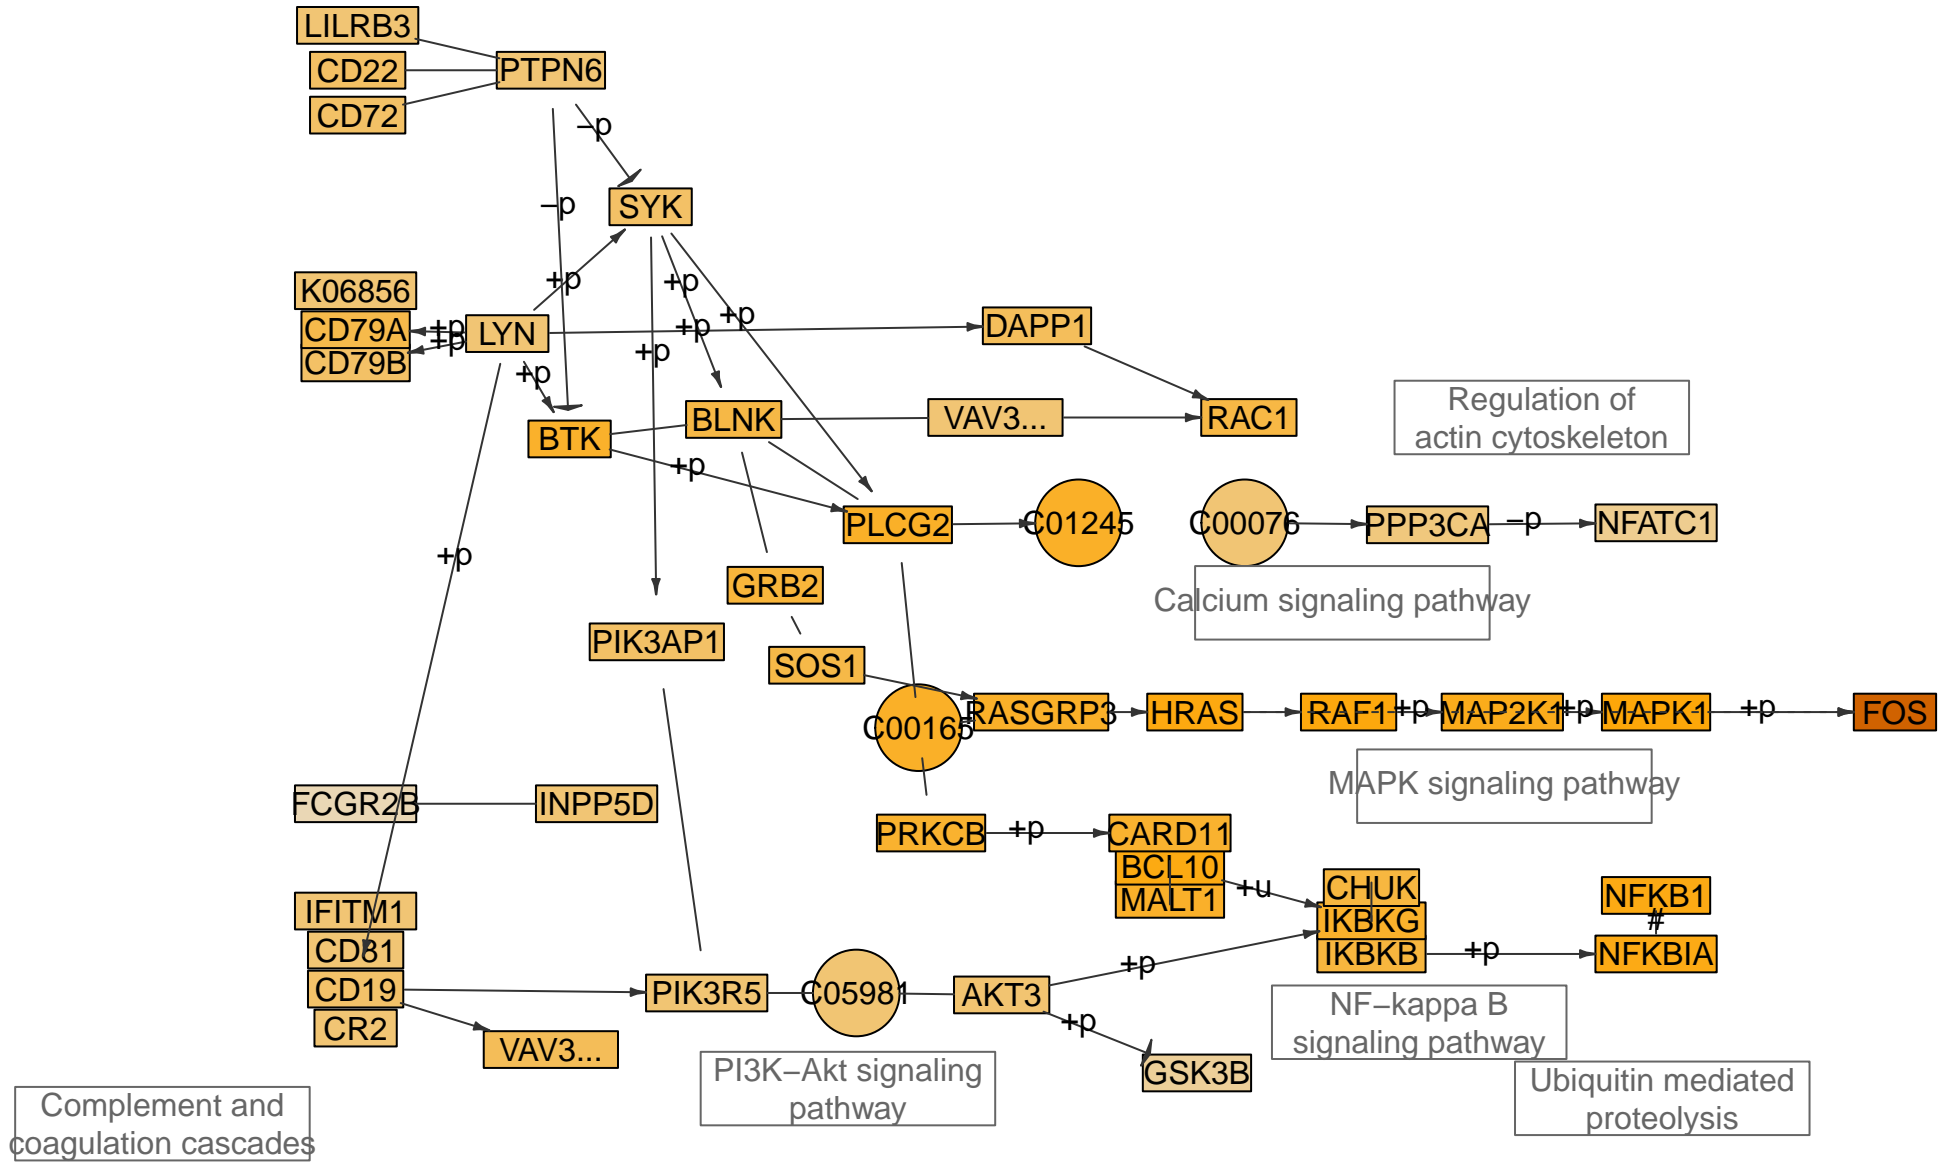 LILRB3
CD22
PTPN6
CD72
–p
SYK
–p
+p
+p
K06856
CD79A
+p
LYN
+p
+p
DAPP1
CD79B
+p
+p
+p
BTK
BLNK
VAV3...
RAC1
Regulation of
actin cytoskeleton
+p
PLCG2
C01245
C00076
PPP3CA
–p
NFATC1
+p
GRB2
Calcium signaling pathway
PIK3AP1
SOS1
C00165
RASGRP3
HRAS
RAF1
+p
MAP2K1
+p
MAPK1
+p
FOS
MAPK signaling pathway
FCGR2B
INPP5D
PRKCB
+p
CARD11
BCL10
MALT1
+u
CHUK
IKBKG
IKBKB
NFKB1
#
+p
NFKBIA
IFITM1
CD81
CD19
CR2
PIK3R5
C05981
AKT3
+p
+p
VAV3...
GSK3B
NF–kappa B
signaling pathway
PI3K–Akt signaling
pathway
Ubiquitin mediated
proteolysis
Complement and
coagulation cascades
+p